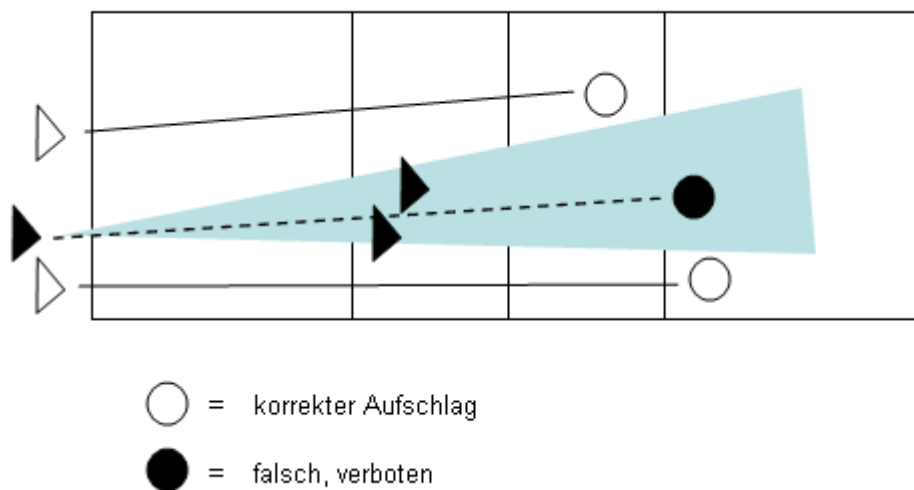 = korrekter Aufschlag
= falsch, verboten